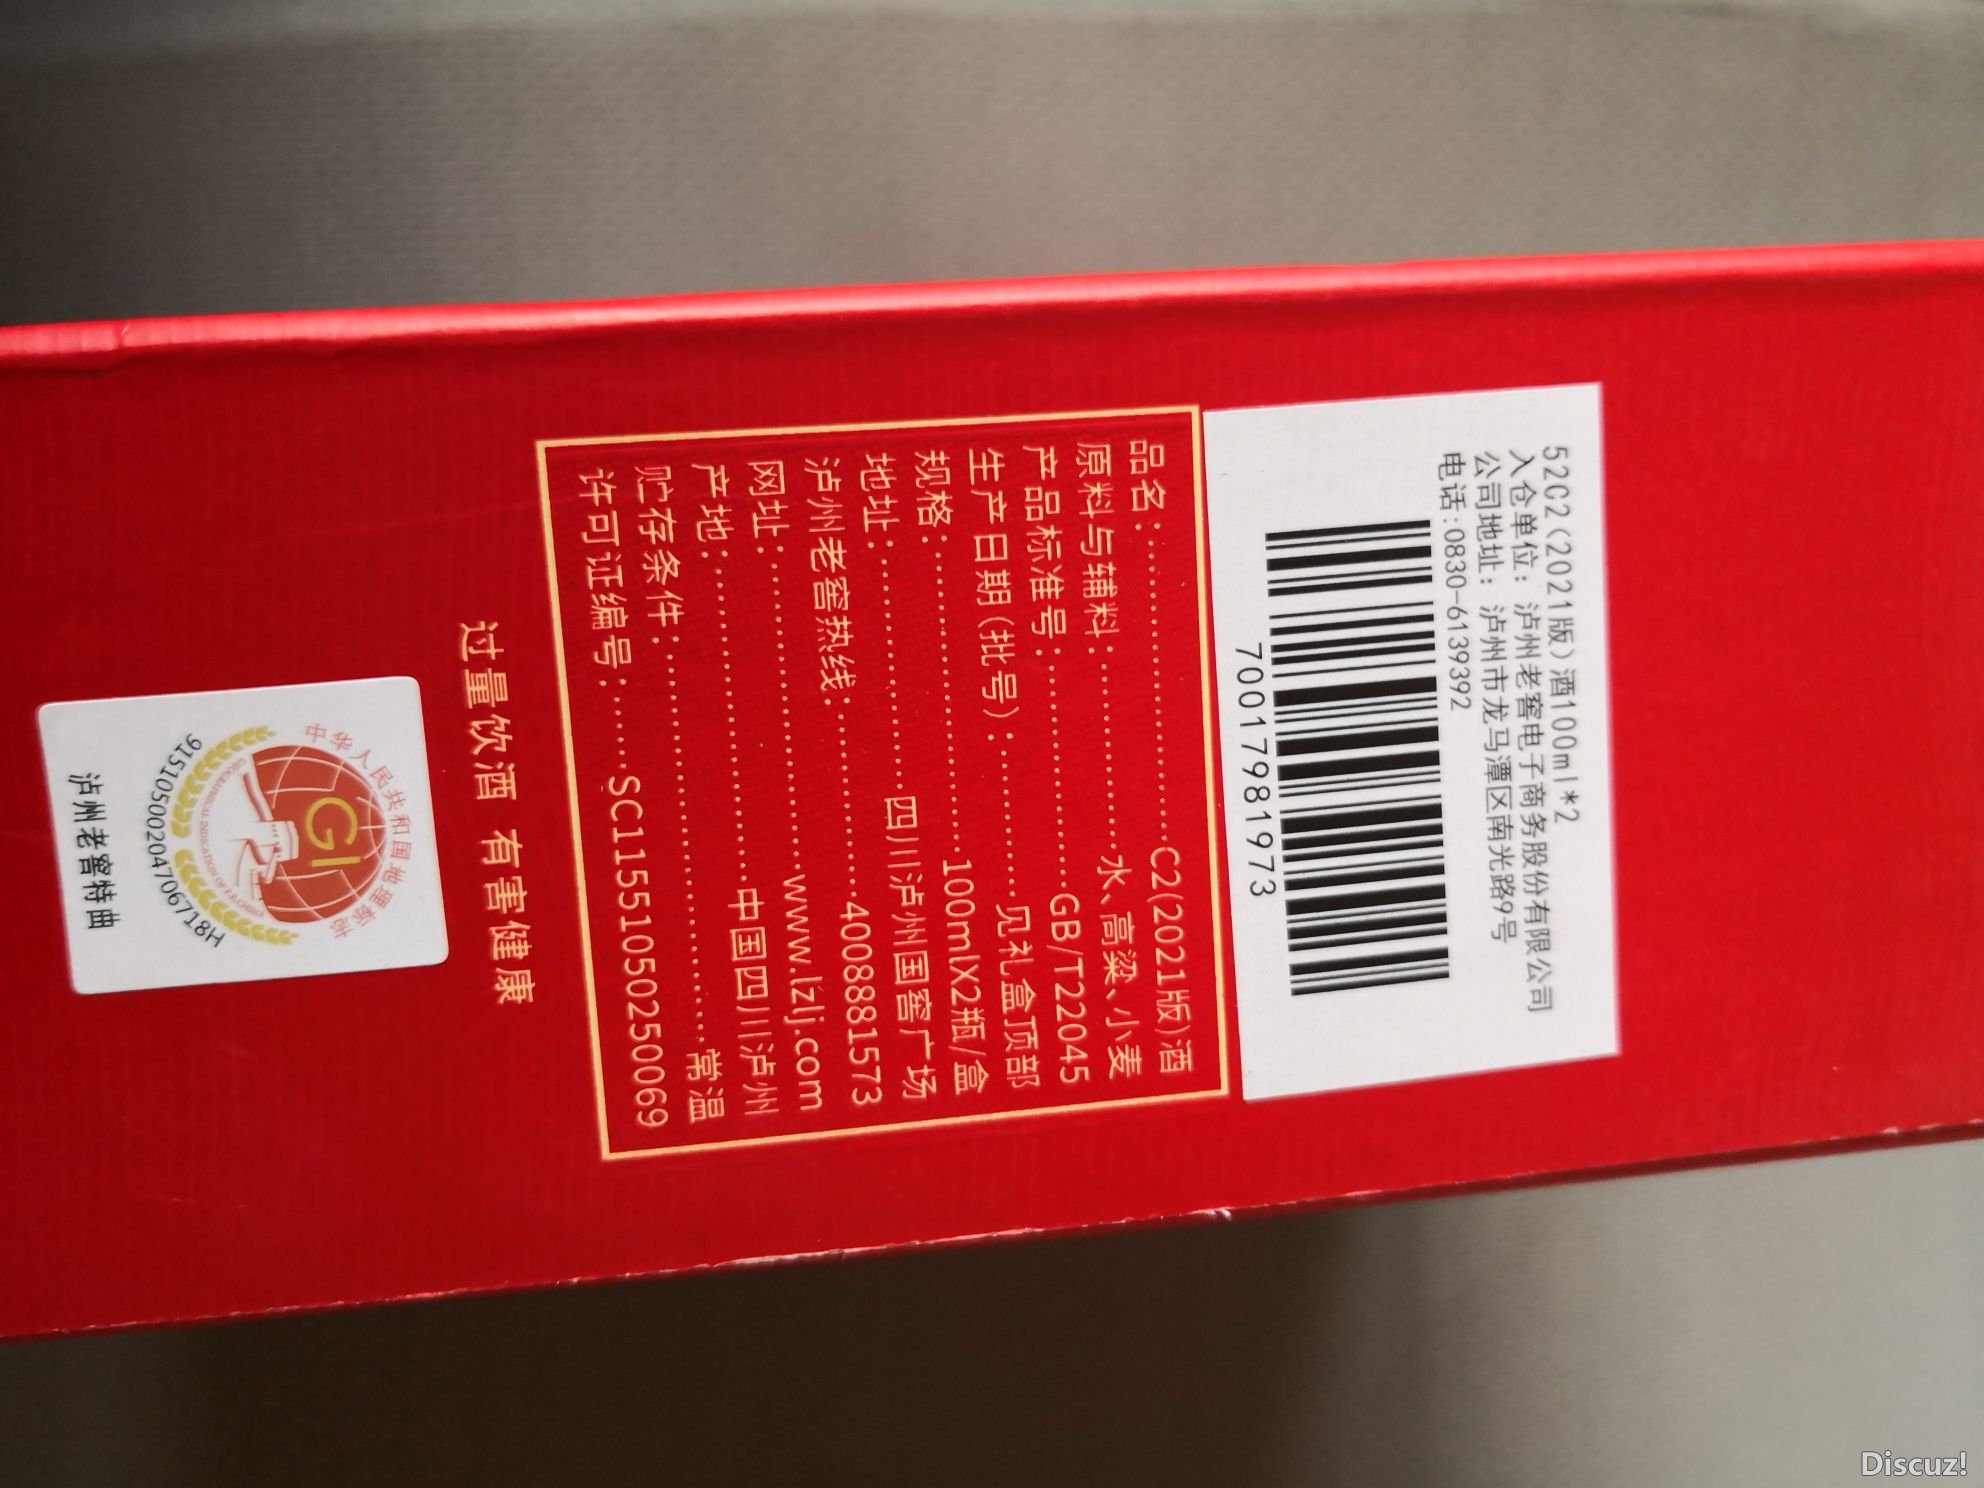 52C2(2021版)酒100ml*2
入仓单位: 泸州老窖电子商务股份有限公司
公司地址: 泸州市龙马潭区南光路9号
电话:0830-6139392
70017981973
品名:……………………C2(2021版)酒
原料与辅料:……………水、高粱、小麦
产品标准号:………………GB/T22045
生产日期(批号):…………见礼盒顶部
规格:……………………100mlX2瓶/盒
地址:………………四川泸州国窖广场
泸州老窖热线:……………4008881573
网址:……………………www.lzlj.com
产地:……………………中国四川泸州
贮存条件:…………………………常温
许可证编号:……SC11551050250069
过量饮酒 有害健康
中华人民共和国地理标志
GEOGRAPHICAL INDICATION OF P.R.CHINA
GI
91510500204706718H
泸州老窖特曲
Discuz!